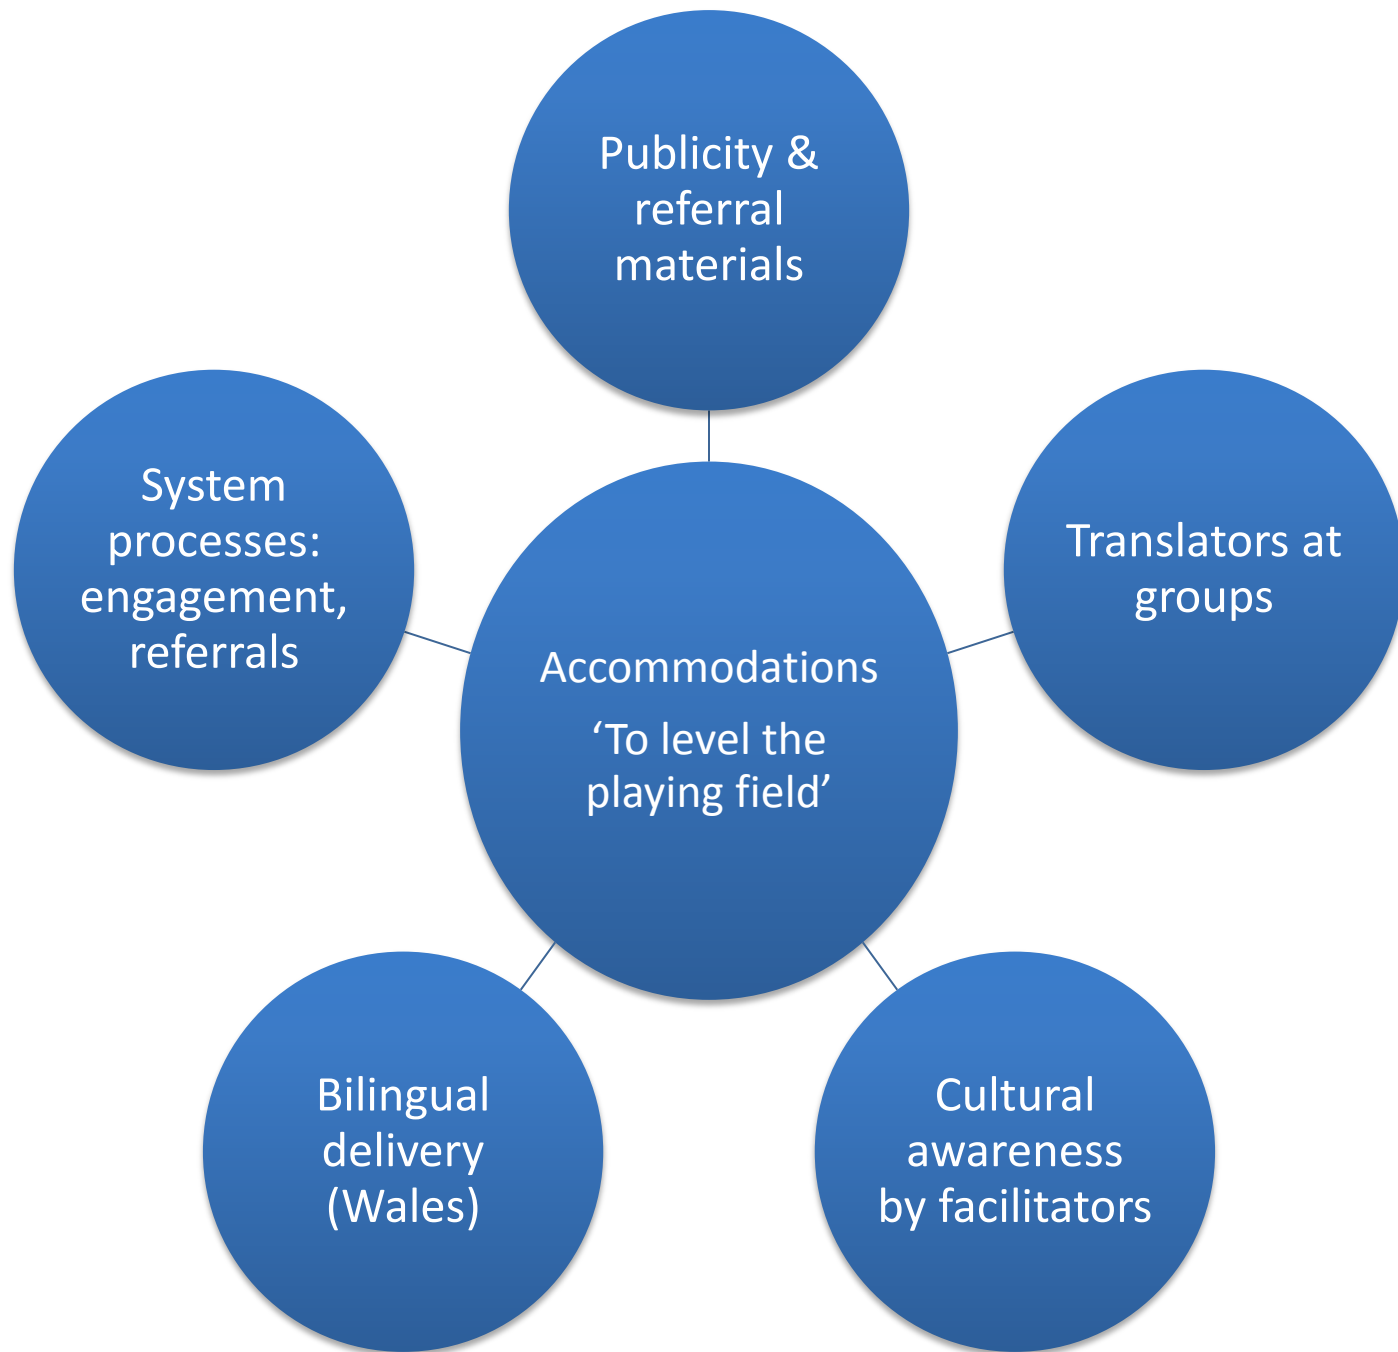 Publicity &
referral
materials
System
processes:
engagement,
referrals
Translators at
groups
Accommodations
‘To level the
playing field’
Bilingual
delivery
(Wales)
Cultural
awareness
by facilitators